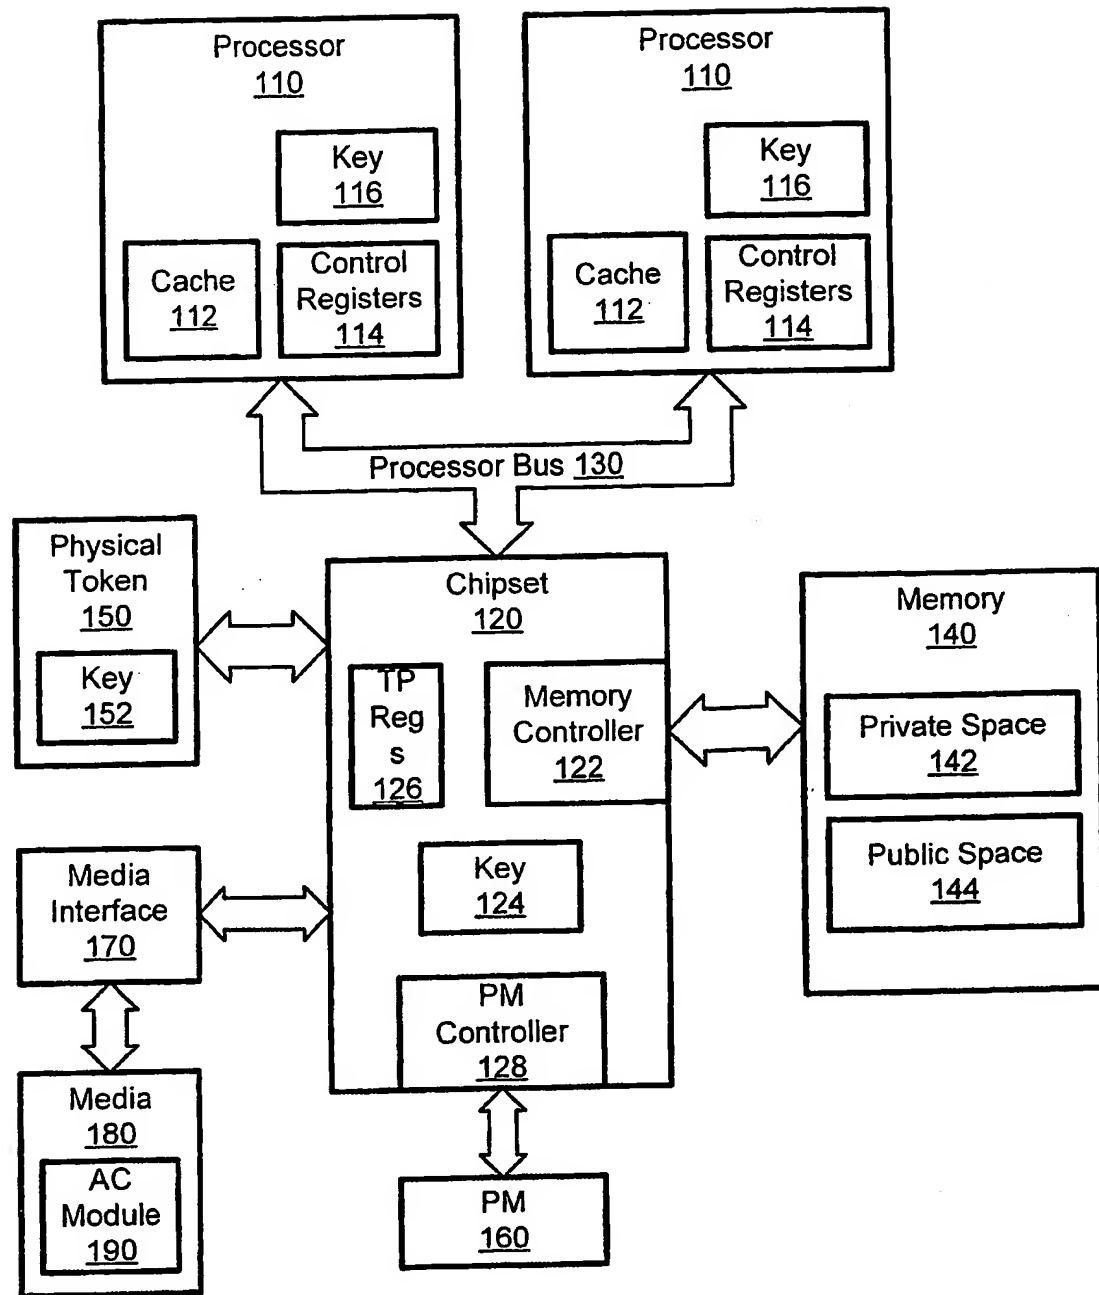 Processor
110
Key
116
Cache
112
Control
Registers
114
Processor
110
Key
116
Cache
112
Control
Registers
114
Processor Bus 130
Physical
Token
150
Key
152
Chipset
120
TP
Reg
s
126
Memory
Controller
122
Key
124
PM
Controller
128
Memory
140
Private Space
142
Public Space
144
Media
Interface
170
Media
180
AC
Module
190
PM
160